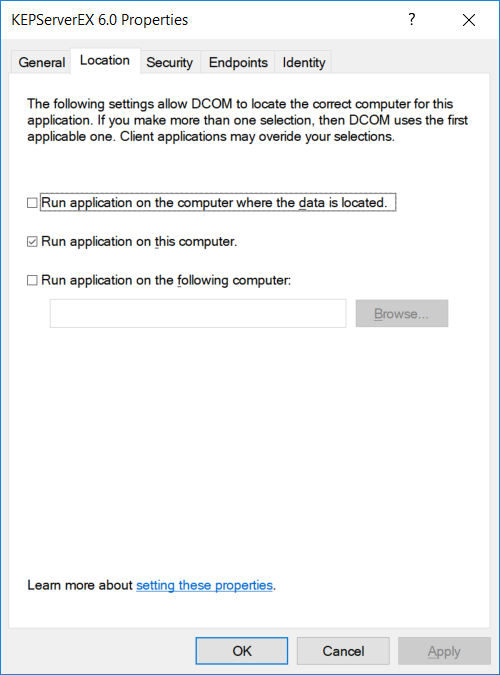 KEPServerEX 6.0 Properties ?
General Location Security Endpoints Identity
The following settings allow DCOM to locate the correct computer for this
application. If you make more than one selection, then DCOM uses the first
applicable one. Client applications may overide your selections.
Run application on the computer where the data is located.
Run application on this computer.
Run application on the following computer:
Browse...
Learn more about setting these properties.
OK Cancel Apply